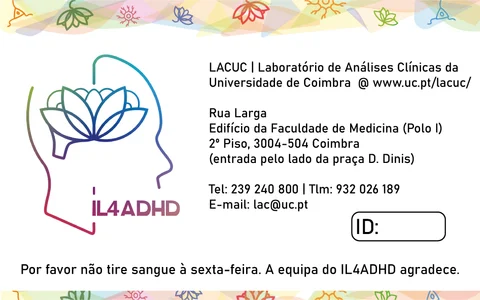 LACUC | Laboratório de Análises Clínicas da
Universidade de Coimbra @ www.uc.pt/lacuc/
Rua Larga
Edifício da Faculdade de Medicina (Polo I)
2º Piso, 3004-504 Coimbra
(entrada pelo lado da praça D. Dinis)
Tel: 239 240 800 | Tlm: 932 026 189
E-mail: lac@uc.pt
IL4ADHD
ID:
Por favor não tire sangue à sexta-feira. A equipa do IL4ADHD agradece.